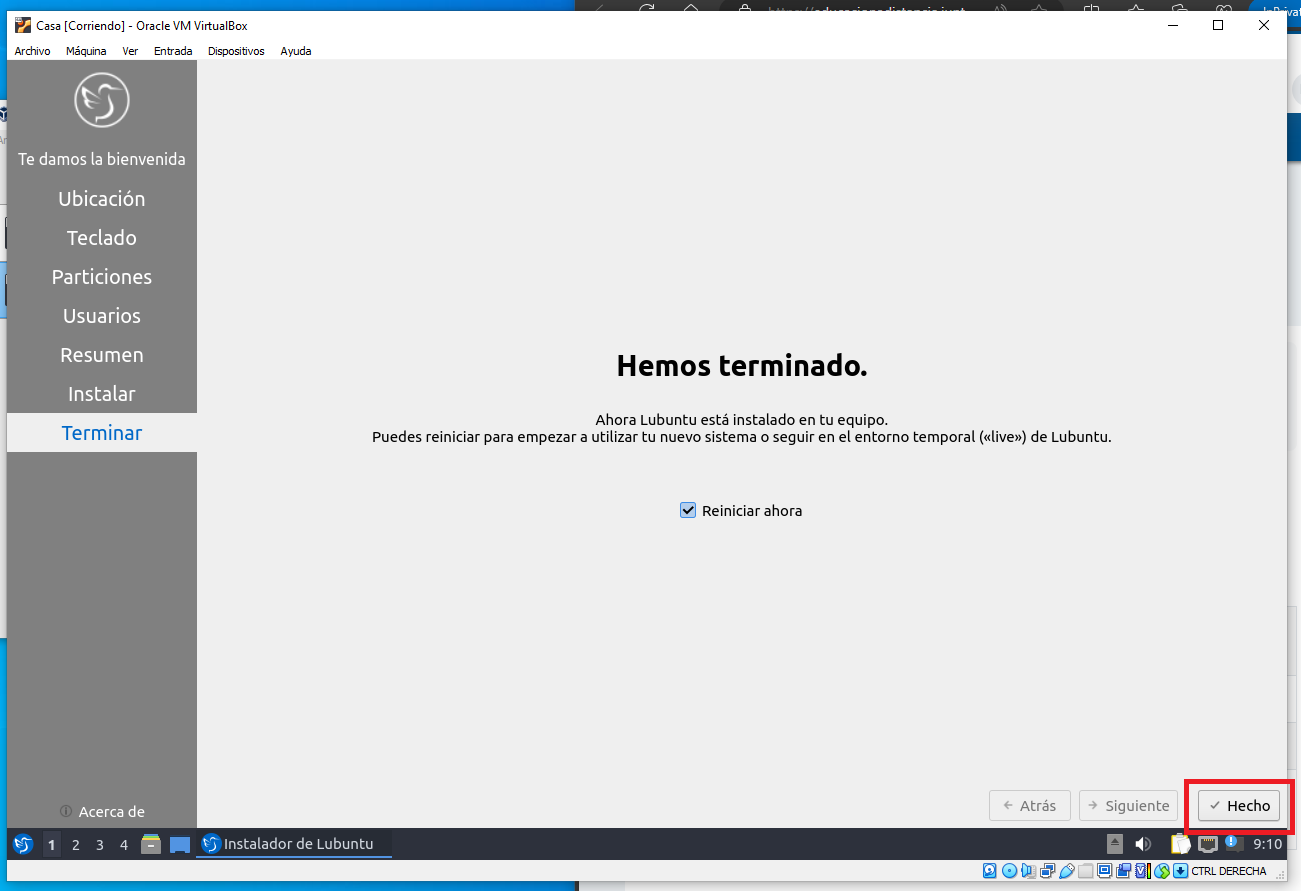 Casa [Corriendo] - Oracle VM VirtualBox
Archivo Máquina Ver Entrada Dispositivos Ayuda
Te damos la bienvenida
Ubicación
Teclado
Particiones
Usuarios
Resumen
Instalar
Terminar
Acerca de
Hemos terminado.
Ahora Lubuntu está instalado en tu equipo.
Puedes reiniciar para empezar a utilizar tu nuevo sistema o seguir en el entorno temporal («live») de Lubuntu.
Reiniciar ahora
Atrás Siguiente Hecho
1 2 3 4 Instalador de Lubuntu 9:10
CTRL DERECHA